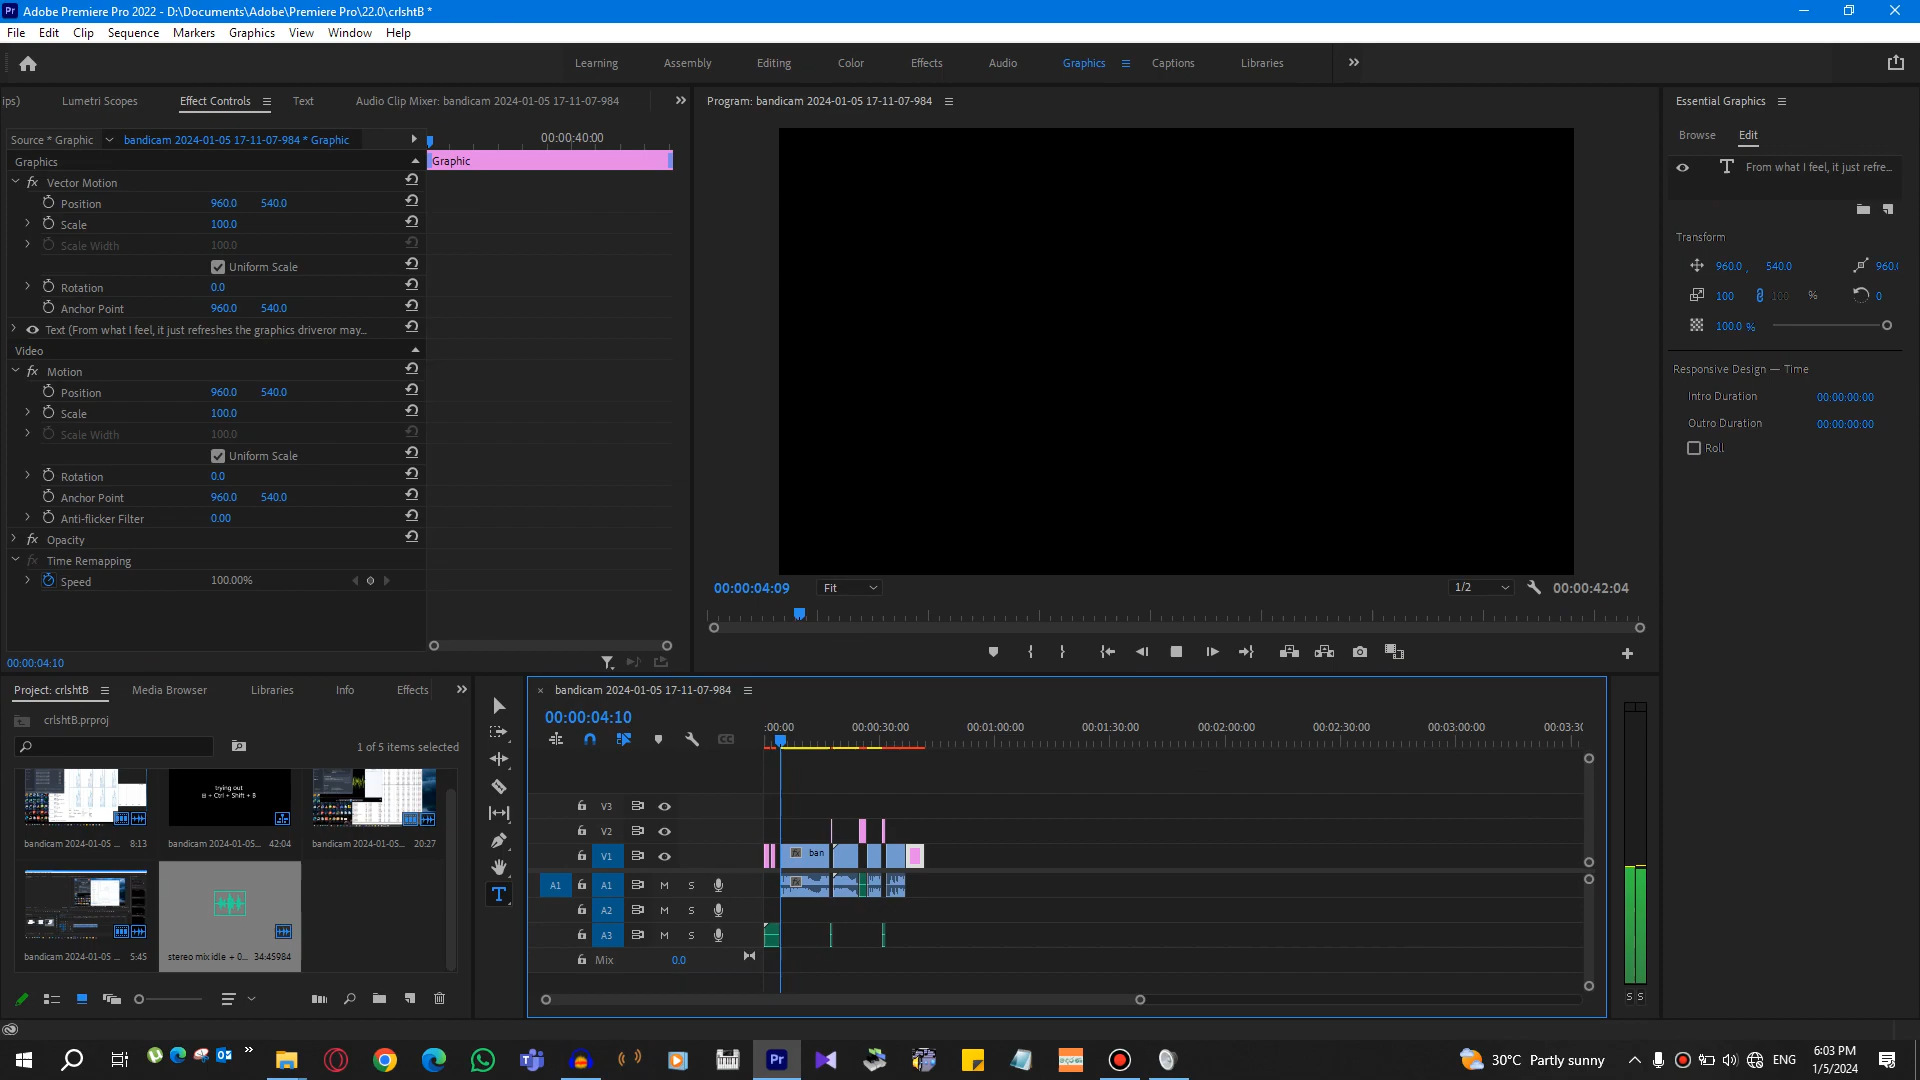 Adobe Premiere Pro 2022 - D:\Documents\Adobe\Premiere Pro\22.0\crlshtB *
File Edit Clip Sequence Markers Graphics View Window Help
Learning Assembly Editing Color Effects Audio Graphics Captions Libraries
ips) Lumetri Scopes Effect Controls Text Audio Clip Mixer: bandicam 2024-01-05 17-11-07-984
Program: bandicam 2024-01-05 17-11-07-984
Essential Graphics
Source * Graphic bandicam 2024-01-05 17-11-07-984 * Graphic
00:00:40:00
Browse Edit
Graphics
Graphic
From what I feel, it just refre...
Vector Motion
Position 960.0 540.0
Scale 100.0
Scale Width 100.0
Uniform Scale
Rotation 0.0
Anchor Point 960.0 540.0
Text (From what I feel, it just refreshes the graphics driveror may...
Video
Motion
Position 960.0 540.0
Scale 100.0
Scale Width 100.0
Uniform Scale
Rotation 0.0
Anchor Point 960.0 540.0
Anti-flicker Filter 0.00
Opacity
Time Remapping
Speed 100.00%
00:00:04:10
Transform
960.0 , 540.0 960.0
100 100 % 0
100.0 %
Responsive Design — Time
Intro Duration 00:00:00:00
Outro Duration 00:00:00:00
Roll
00:00:04:09 Fit 1/2 00:00:42:04
Project: crlshtB Media Browser Libraries Info Effects
crlshtB.prproj
1 of 5 items selected
trying out
+ Ctrl + Shift + B
bandicam 2024-01-05 ... 8:13
bandicam 2024-01-05... 42:04
bandicam 2024-01-05 ... 20:27
bandicam 2024-01-05 ... 5:45
stereo mix idle + 0... 34:45984
bandicam 2024-01-05 17-11-07-984
00:00:04:10
:00:00 00:00:30:00 00:01:00:00 00:01:30:00 00:02:00:00 00:02:30:00 00:03:00:00 00:03:30
CC
V3
V2
V1 ban
A1 A1 M S
A2 M S
A3 M S
Mix 0.0
S S
30°C Partly sunny
ENG
6:03 PM
1/5/2024